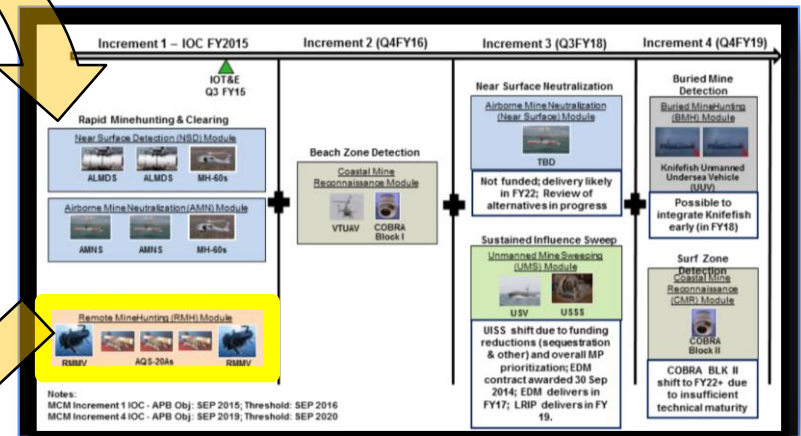 Increment 1 – IOC FY2015
IOT&E
Q3 FY15
Rapid Minehunting & Clearing
Near Surface Detection (NSD) Module
ALMDS
ALMDS
MH-60s
Airborne Mine Neutralization (AMN) Module
AMNS
AMNS
MH-60s
Remote MineHunting (RMH) Module
RMMV
AQS-20As
RMMV
Increment 2 (Q4FY16)
Beach Zone Detection
Coastal Mine
Reconnaissance Module
VTUAV
COBRA
Block I
Increment 3 (Q3FY18)
Near Surface Neutralization
Airborne Mine Neutralization
(Near Surface) Module
TBD
Not funded; delivery likely
in FY22; Review of
alternatives in progress
Sustained Influence Sweep
Unmanned Mine Sweeping
(UMS) Module
USV
USSS
UISS shift due to funding
reductions (sequestration
& other) and overall MP
prioritization; EDM
contract awarded 30 Sep
2014; EDM delivers in
FY17; LRIP delivers in FY
19.
Increment 4 (Q4FY19)
Buried Mine
Detection
Buried MineHunting
(BMH) Module
Knifefish Unmanned
Undersea Vehicle
(UUV)
Possible to
integrate Knifefish
early (in FY18)
Surf Zone
Detection
Coastal Mine
Reconnaissance
(CMR) Module
COBRA
Block II
COBRA BLK II
shift to FY22+ due
to insufficient
technical maturity
Notes:
MCM Increment 1 IOC - APB Obj: SEP 2015; Threshold: SEP 2016
MCM Increment 4 IOC - APB Obj: SEP 2019; Threshold: SEP 2020